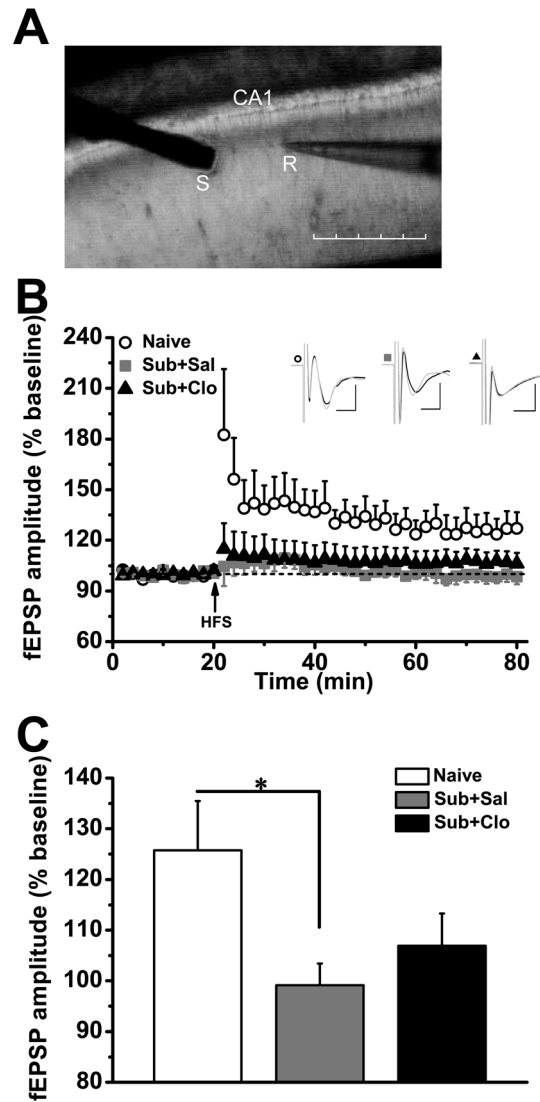 A
CA1
S
R
B
fEPSP amplitude (% baseline)
240
210
180
150
120
90
60
Naive
Sub+Sal
Sub+Clo
HFS
0
20
40
60
80
Time (min)
C
fEPSP amplitude (% baseline)
140
130
125
120
110
100
90
80
*
Naive
Sub+Sal
Sub+Clo